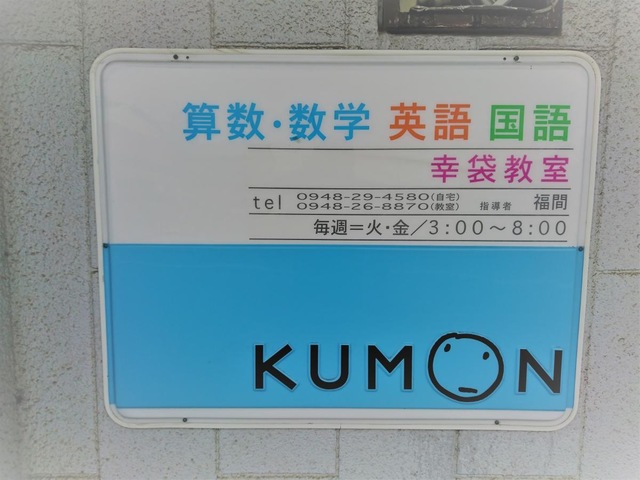 算数・数学 英語 国語
幸袋教室
tel 0948-29-4580(自宅)
0948-26-8870(教室) 指導者 福間
毎週=火・金/3:00～8:00
KUMON